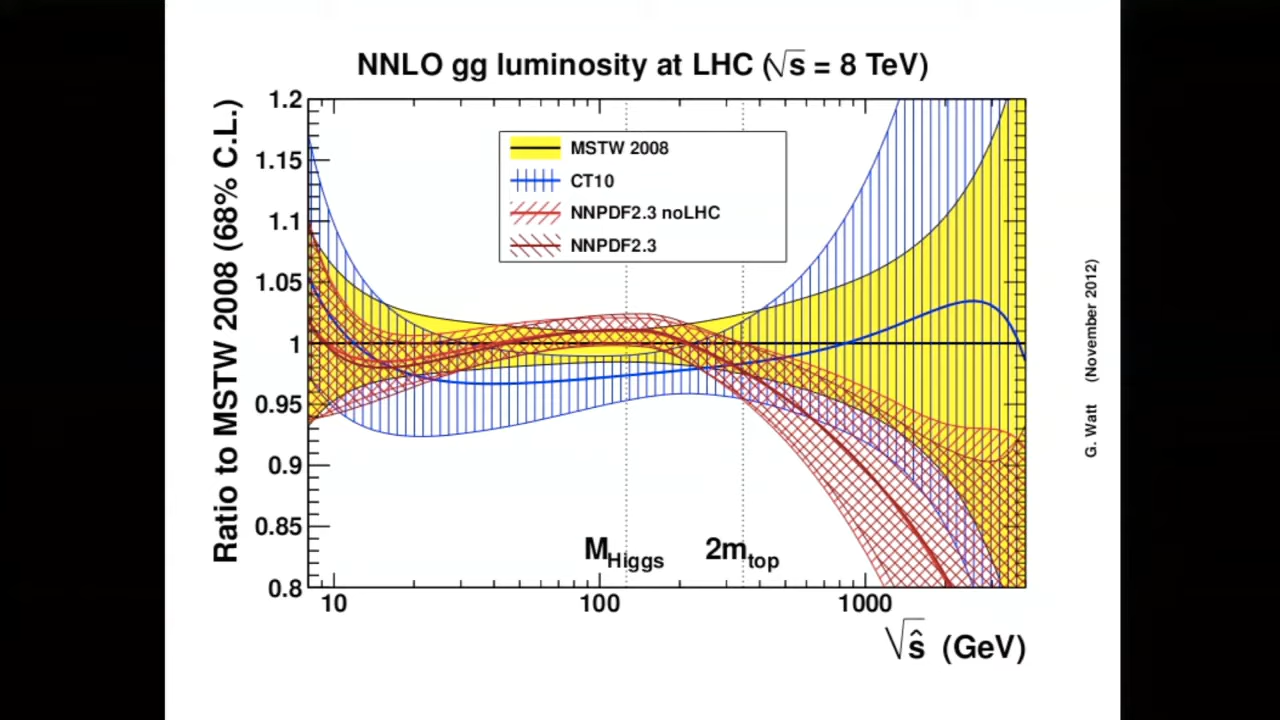 NNLO gg luminosity at LHC (√s = 8 TeV)
Ratio to MSTW 2008 (68% C.L.)
1.2
1.15
1.1
1.05
1
0.95
0.9
0.85
0.8
MSTW 2008
CT10
NNPDF2.3 noLHC
NNPDF2.3
M_Higgs
2m_top
10
100
1000
√ŝ (GeV)
G. Watt (November 2012)